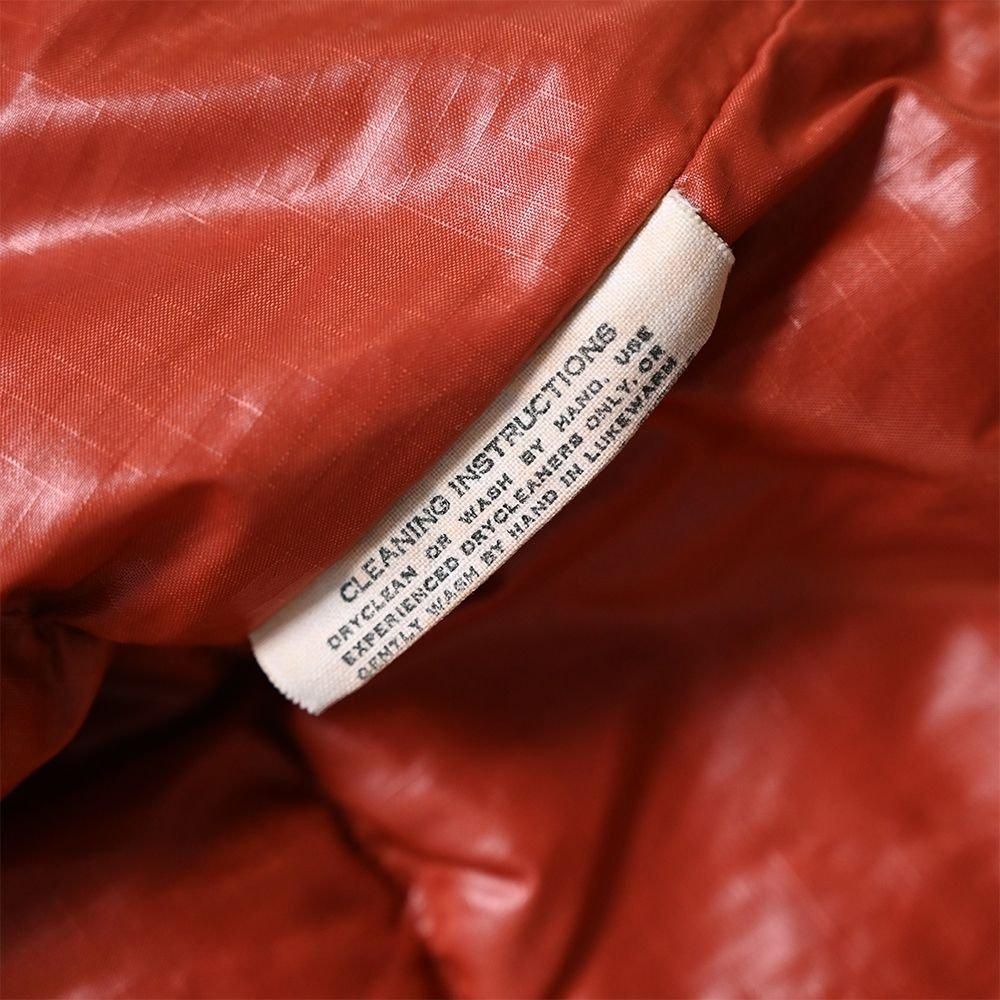 CLEANING INSTRUCTIONS
DRYCLEAN OR WASH BY HAND. USE
EXPERIENCED DRYCLEANERS ONLY, OR
GENTLY WASH BY HAND IN LUKEWARM